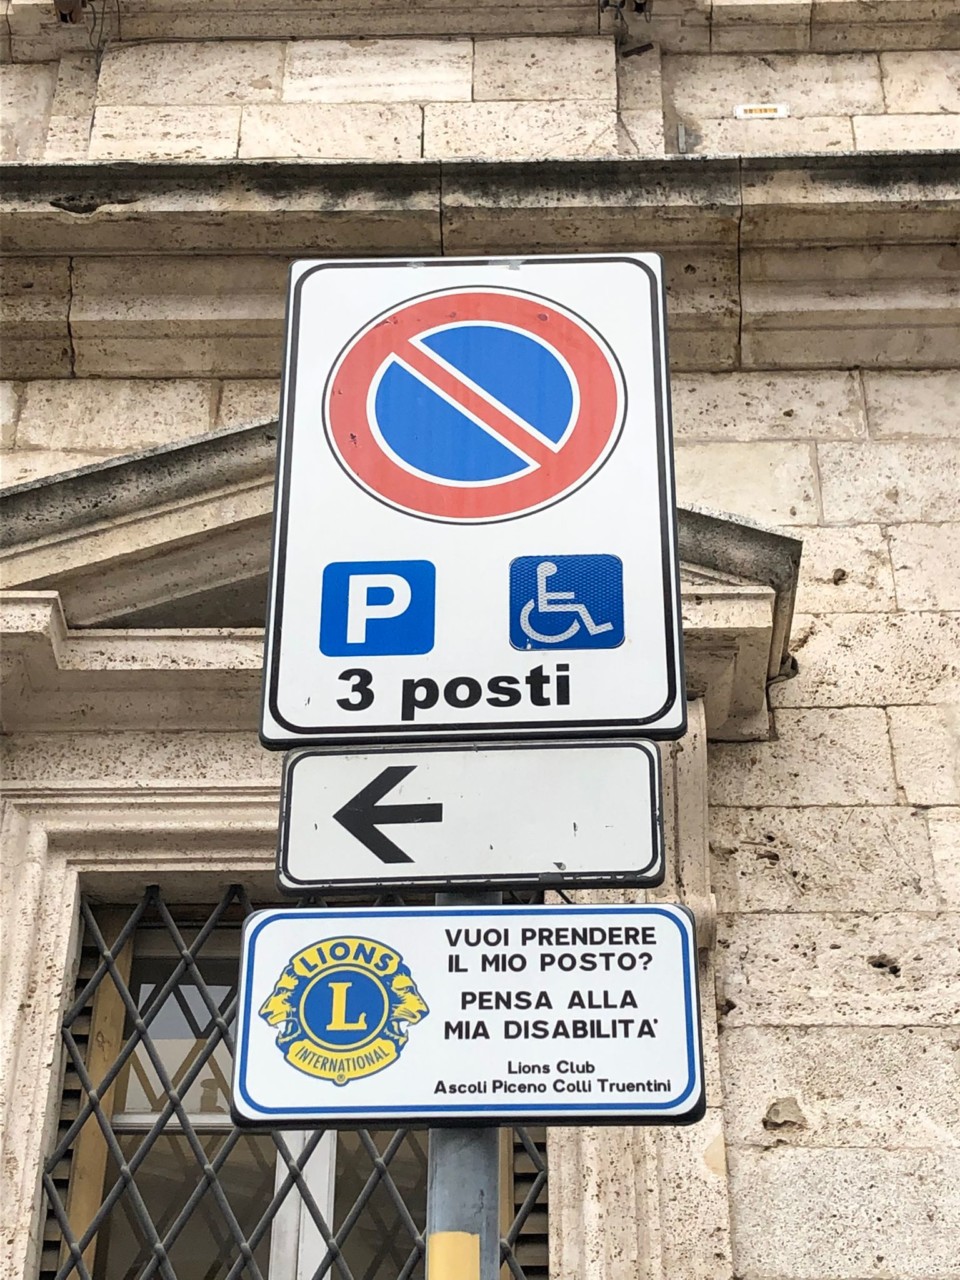 P
3 posti
LIONS
L
INTERNATIONAL
VUOI PRENDERE
IL MIO POSTO?
PENSA ALLA
MIA DISABILITA'
Lions Club
Ascoli Piceno Colli Truentini